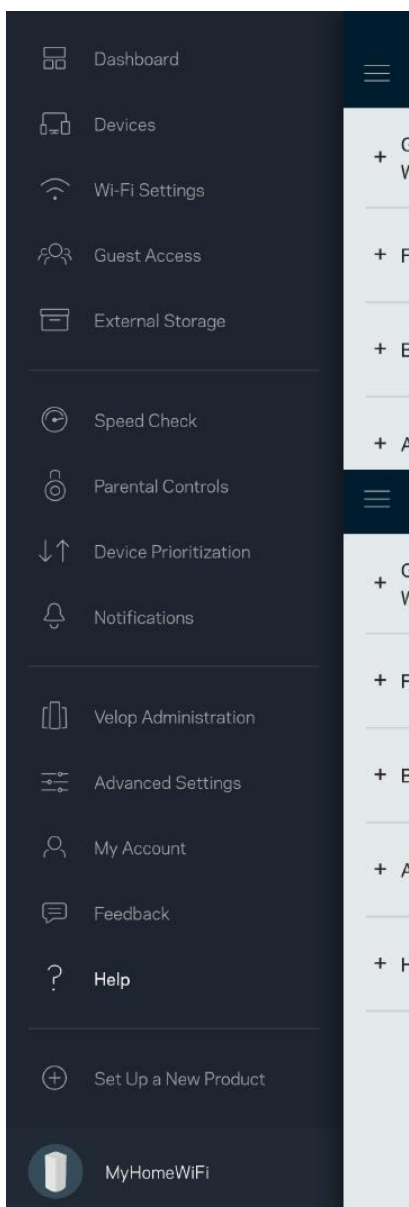 Dashboard
Devices
Wi-Fi Settings
Guest Access
External Storage
Speed Check
Parental Controls
Device Prioritization
Notifications
Velop Administration
Advanced Settings
My Account
Feedback
? Help
Set Up a New Product
MyHomeWiFi
+
+ F
+ E
+ A
+
+ F
+ B
+ A
+ H